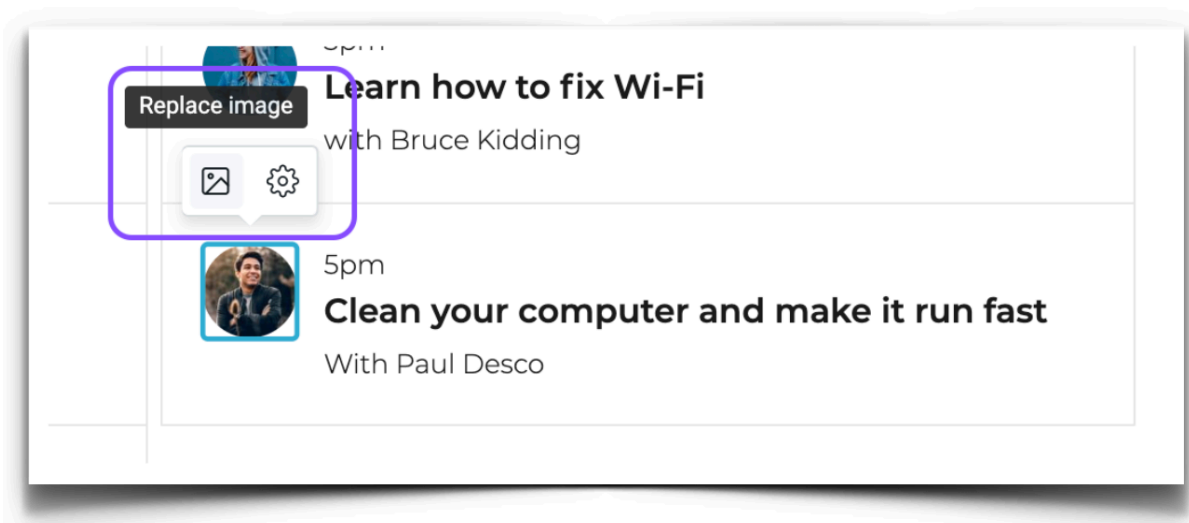 Learn how to fix Wi-Fi
Replace image
with Bruce Kidding
5pm
Clean your computer and make it run fast
With Paul Desco